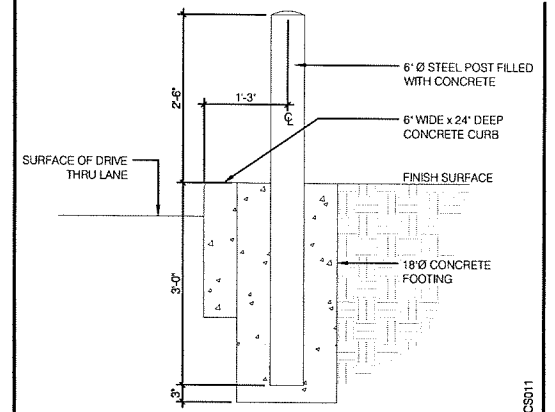 2'-6"
1'-3"
℄
6" Ø STEEL POST FILLED
WITH CONCRETE
6" WIDE x 24" DEEP
CONCRETE CURB
SURFACE OF DRIVE
THRU LANE
FINISH SURFACE
3'-0"
18"Ø CONCRETE
FOOTING
3"
CS011